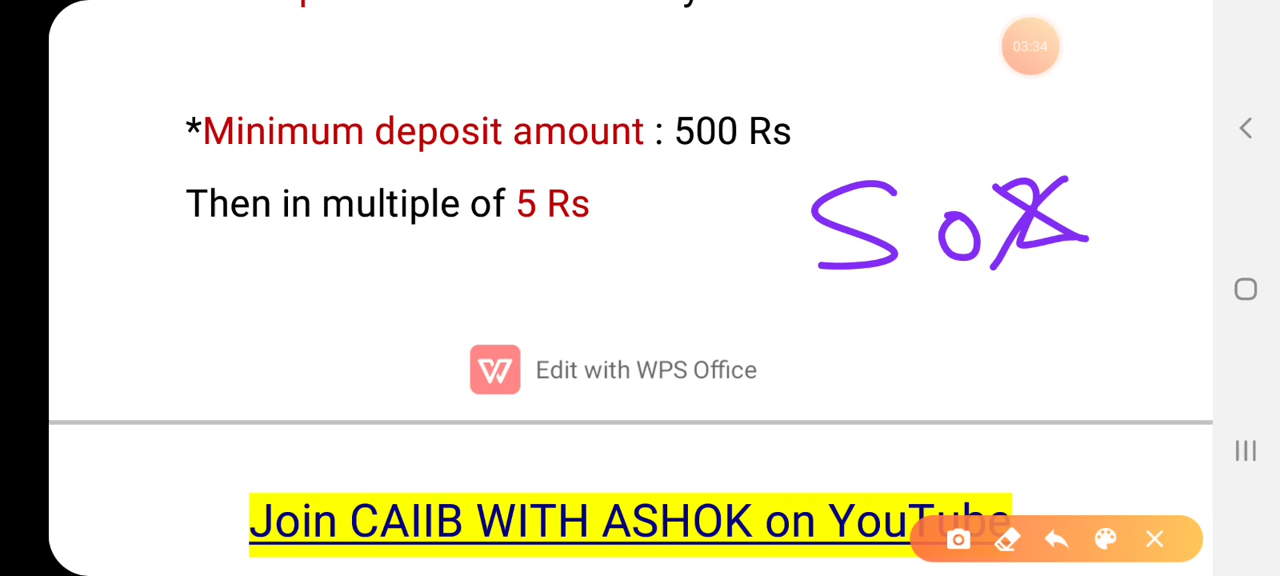 03:34
*Minimum deposit amount : 500 Rs
Then in multiple of 5 Rs
Edit with WPS Office
Join CAIIB WITH ASHOK on YouTube